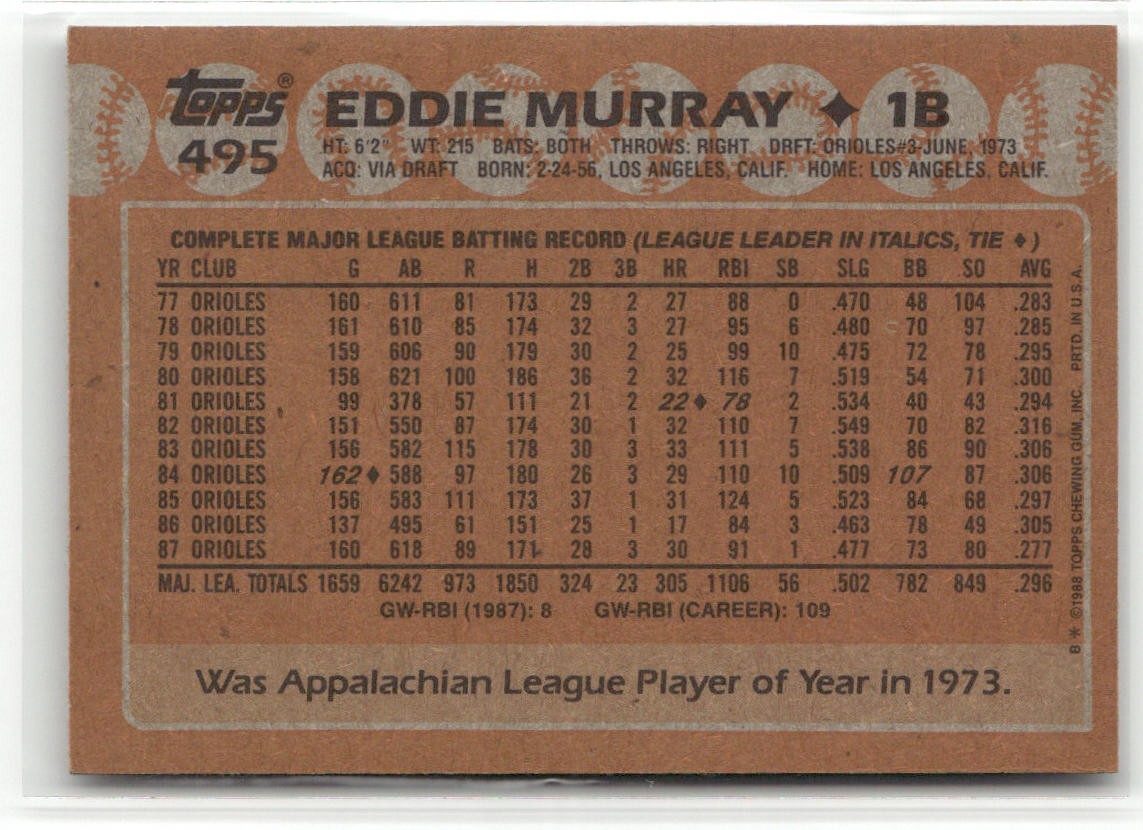 Topps® EDDIE MURRAY ♦ 1B
495 HT: 6'2" WT: 215 BATS: BOTH THROWS: RIGHT DRFT: ORIOLES#3-JUNE, 1973
ACQ: VIA DRAFT BORN: 2-24-56, LOS ANGELES, CALIF. HOME: LOS ANGELES, CALIF.
COMPLETE MAJOR LEAGUE BATTING RECORD (LEAGUE LEADER IN ITALICS, TIE ♦)
YR CLUB G AB R H 2B 3B HR RBI SB SLG BB SO AVG
77 ORIOLES 160 611 81 173 29 2 27 88 0 .470 48 104 .283
78 ORIOLES 161 610 85 174 32 3 27 95 6 .480 70 97 .285
79 ORIOLES 159 606 90 179 30 2 25 99 10 .475 72 78 .295
80 ORIOLES 158 621 100 186 36 2 32 116 7 .519 54 71 .300
81 ORIOLES 99 378 57 111 21 2 22♦ 78 2 .534 40 43 .294
82 ORIOLES 151 550 87 174 30 1 32 110 7 .549 70 82 .316
83 ORIOLES 156 582 115 178 30 3 33 111 5 .538 86 90 .306
84 ORIOLES 162♦ 588 97 180 26 3 29 110 10 .509 107 87 .306
85 ORIOLES 156 583 111 173 37 1 31 124 5 .523 84 68 .297
86 ORIOLES 137 495 61 151 25 1 17 84 3 .463 78 49 .305
87 ORIOLES 160 618 89 171 28 3 30 91 1 .477 73 80 .277
MAJ. LEA. TOTALS 1659 6242 973 1850 324 23 305 1106 56 .502 782 849 .296
GW-RBI (1987): 8 GW-RBI (CAREER): 109
Was Appalachian League Player of Year in 1973.
B * ©1988 TOPPS CHEWING GUM, INC. PRTD. IN U.S.A.